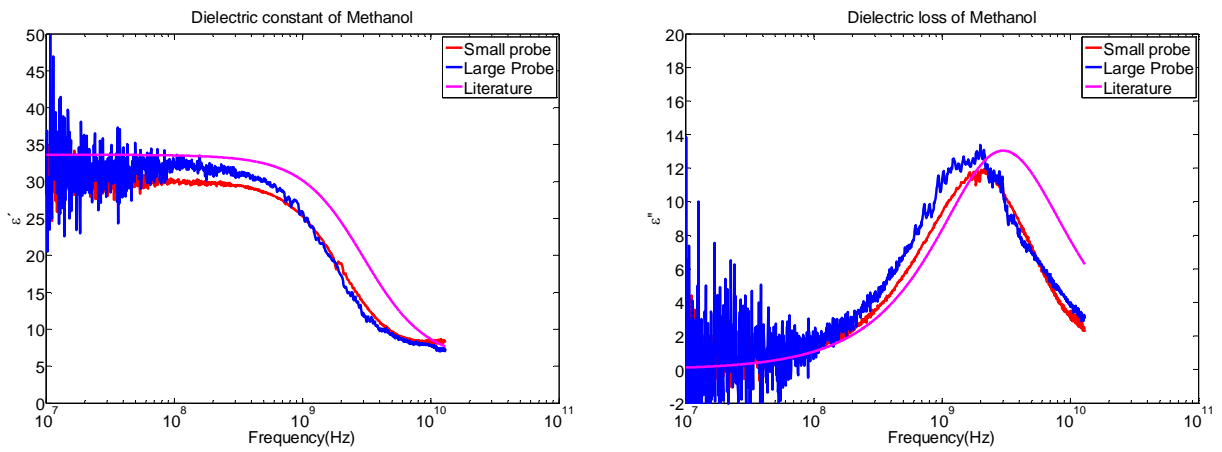 Dielectric constant of Methanol
50
45
40
35
30
25
20
15
10
5
0
ε′
Small probe
Large Probe
Literature
10^7
10^8
10^9
10^10
10^11
Frequency(Hz)
Dielectric loss of Methanol
20
18
16
14
12
10
8
6
4
2
0
-2
ε''
Small probe
Large Probe
Literature
10^7
10^8
10^9
10^10
10^11
Frequency(Hz)